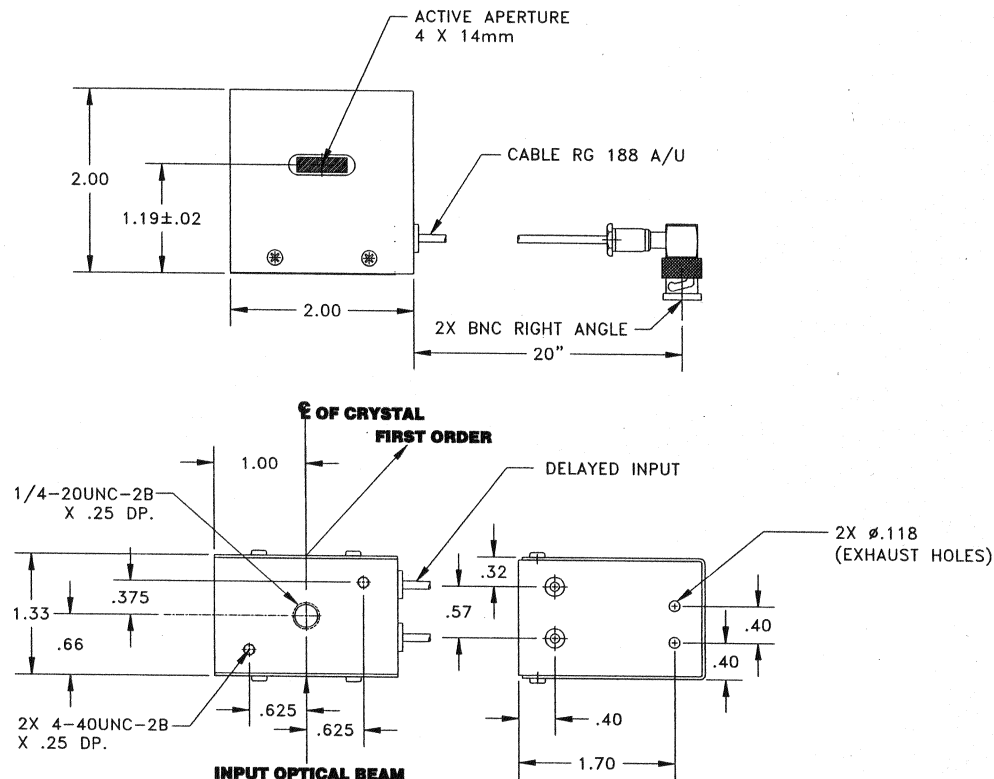 ACTIVE APERTURE
4 X 14mm
CABLE RG 188 A/U
2.00
1.19±.02
2.00
2X BNC RIGHT ANGLE
20"
℄ OF CRYSTAL
FIRST ORDER
1.00
DELAYED INPUT
1/4-20UNC-2B
X .25 DP.
2X ø.118
(EXHAUST HOLES)
.32
.375
1.33
.57
.40
.66
.40
.625
.40
2X 4-40UNC-2B
X .25 DP.
.625
1.70
INPUT OPTICAL BEAM